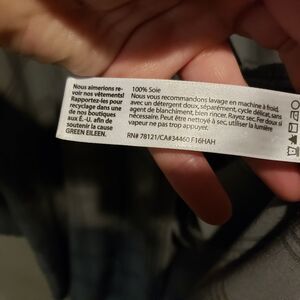 Nous aimerions re-
voir nos vêtements!
Rapportez-les pour
recyclage dans une
de nos boutiques
aux É.-U. afin de
soutenir la cause
GREEN EILEEN.
100% Soie
Nous vous recommandons lavage en machine à froid
avec un détergent doux, séparément, cycle délicat, sans
agent de blanchiment, bien rincer. Rayez sec. Fer doux si
nécessaire. Peut être nettoyé à sec, utiliser la lumière
vapeur ne pas trop appuyer.
RN# 78121/CA#34460 F16HAH